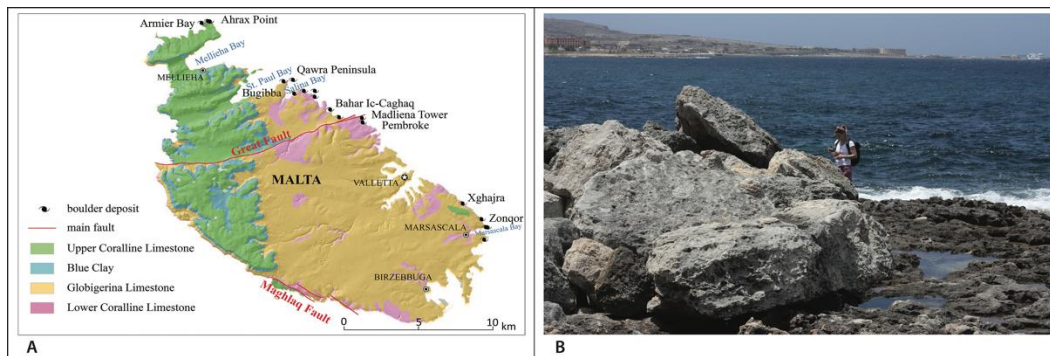 Armier Bay
Ahrax Point
Mellieha Bay
MELLIEHA
St. Paul Bay
Qawra Peninsula
Salina Bay
Bugibba
Bahar Ic-Caghaq
Madliena Tower
Pembroke
Great Fault
MALTA
VALLETTA
Xghajra
Zonqor
Marsascala Bay
MARSASCALA
BIRZEBBUGA
Maghlaq Fault
boulder deposit
main fault
Upper Coralline Limestone
Blue Clay
Globigerina Limestone
Lower Coralline Limestone
0 5 10
km
A
B